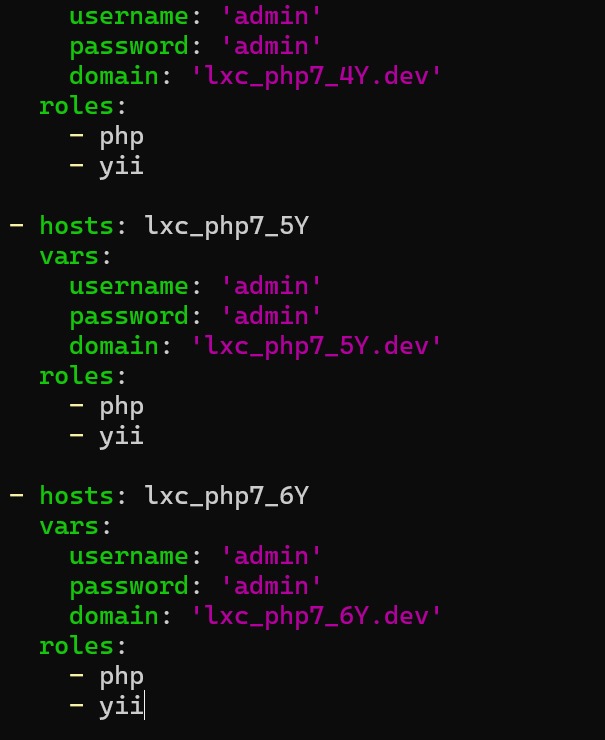 username: 'admin'
    password: 'admin'
    domain: 'lxc_php7_4Y.dev'
  roles:
    - php
    - yii

- hosts: lxc_php7_5Y
  vars:
    username: 'admin'
    password: 'admin'
    domain: 'lxc_php7_5Y.dev'
  roles:
    - php
    - yii

- hosts: lxc_php7_6Y
  vars:
    username: 'admin'
    password: 'admin'
    domain: 'lxc_php7_6Y.dev'
  roles:
    - php
    - yii